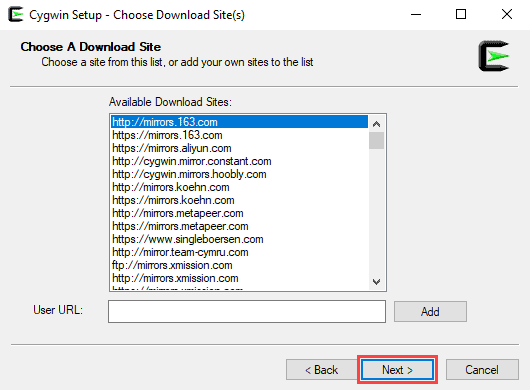 Cygwin Setup - Choose Download Site(s)
Choose A Download Site
Choose a site from this list, or add your own sites to the list
Available Download Sites:
http://mirrors.163.com
https://mirrors.163.com
https://mirrors.aliyun.com
http://cygwin.mirror.constant.com
http://cygwin.mirrors.hoobly.com
http://mirrors.koehn.com
https://mirrors.koehn.com
http://mirrors.metapeer.com
https://mirrors.metapeer.com
https://www.singleboersen.com
http://mirror.team-cymru.com
ftp://mirrors.xmission.com
http://mirrors.xmission.com
https://mirrors.xmission.com
User URL:
Add
< Back
Next >
Cancel